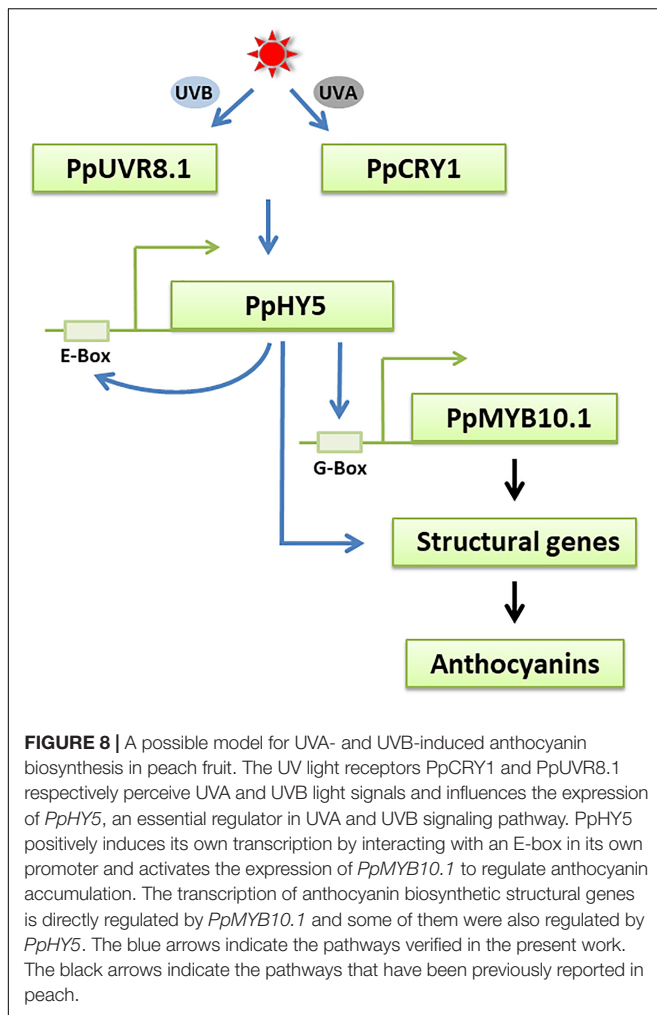 UVB
UVA
PpUVR8.1
PpCRY1
PpHY5
E-Box
PpMYB10.1
G-Box
Structural genes
Anthocyanins
FIGURE 8 | A possible model for UVA- and UVB-induced anthocyanin
biosynthesis in peach fruit. The UV light receptors PpCRY1 and PpUVR8.1
respectively perceive UVA and UVB light signals and influences the expression
of PpHY5, an essential regulator in UVA and UVB signaling pathway. PpHY5
positively induces its own transcription by interacting with an E-box in its own
promoter and activates the expression of PpMYB10.1 to regulate anthocyanin
accumulation. The transcription of anthocyanin biosynthetic structural genes
is directly regulated by PpMYB10.1 and some of them were also regulated by
PpHY5. The blue arrows indicate the pathways verified in the present work.
The black arrows indicate the pathways that have been previously reported in
peach.